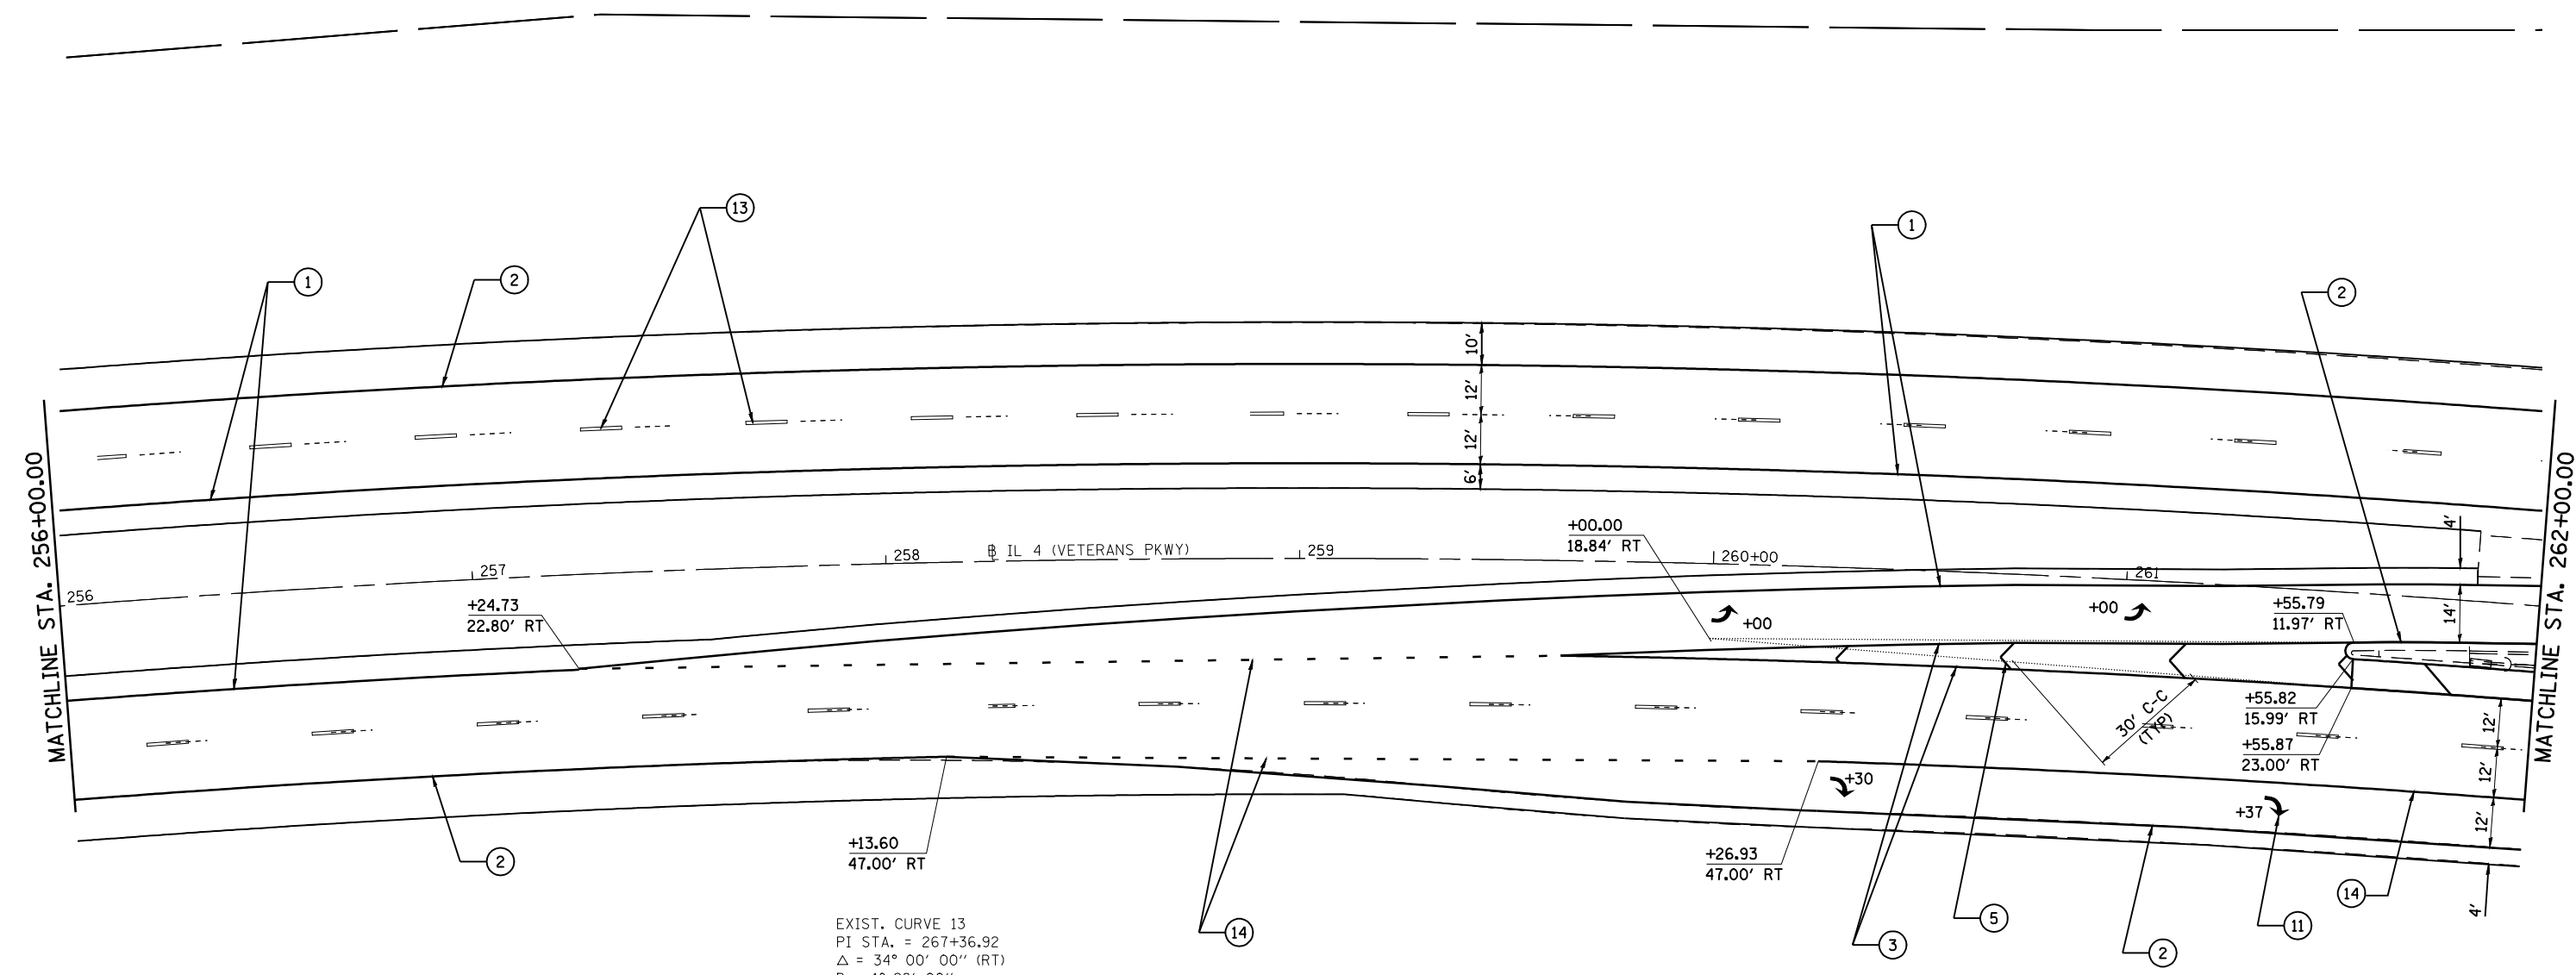 13
1
1
2
2
10'
12'
12'
6'
MATCHLINE STA. 256+00.00
MATCHLINE STA. 262+00.00
256
257
258
IL 4 (VETERANS PKWY)
259
260+00
261
+00.00
18.84' RT
4'
14'
+24.73
22.80' RT
+00
+00
+55.79
11.97' RT
+55.82
15.99' RT
+55.87
23.00' RT
30' C-C
(TYP)
12'
12'
12'
4'
+30
+37
+13.60
47.00' RT
+26.93
47.00' RT
2
14
3
5
2
11
14
EXIST. CURVE 13
PI STA. = 267+36.92
△ = 34° 00' 00'' (RT)